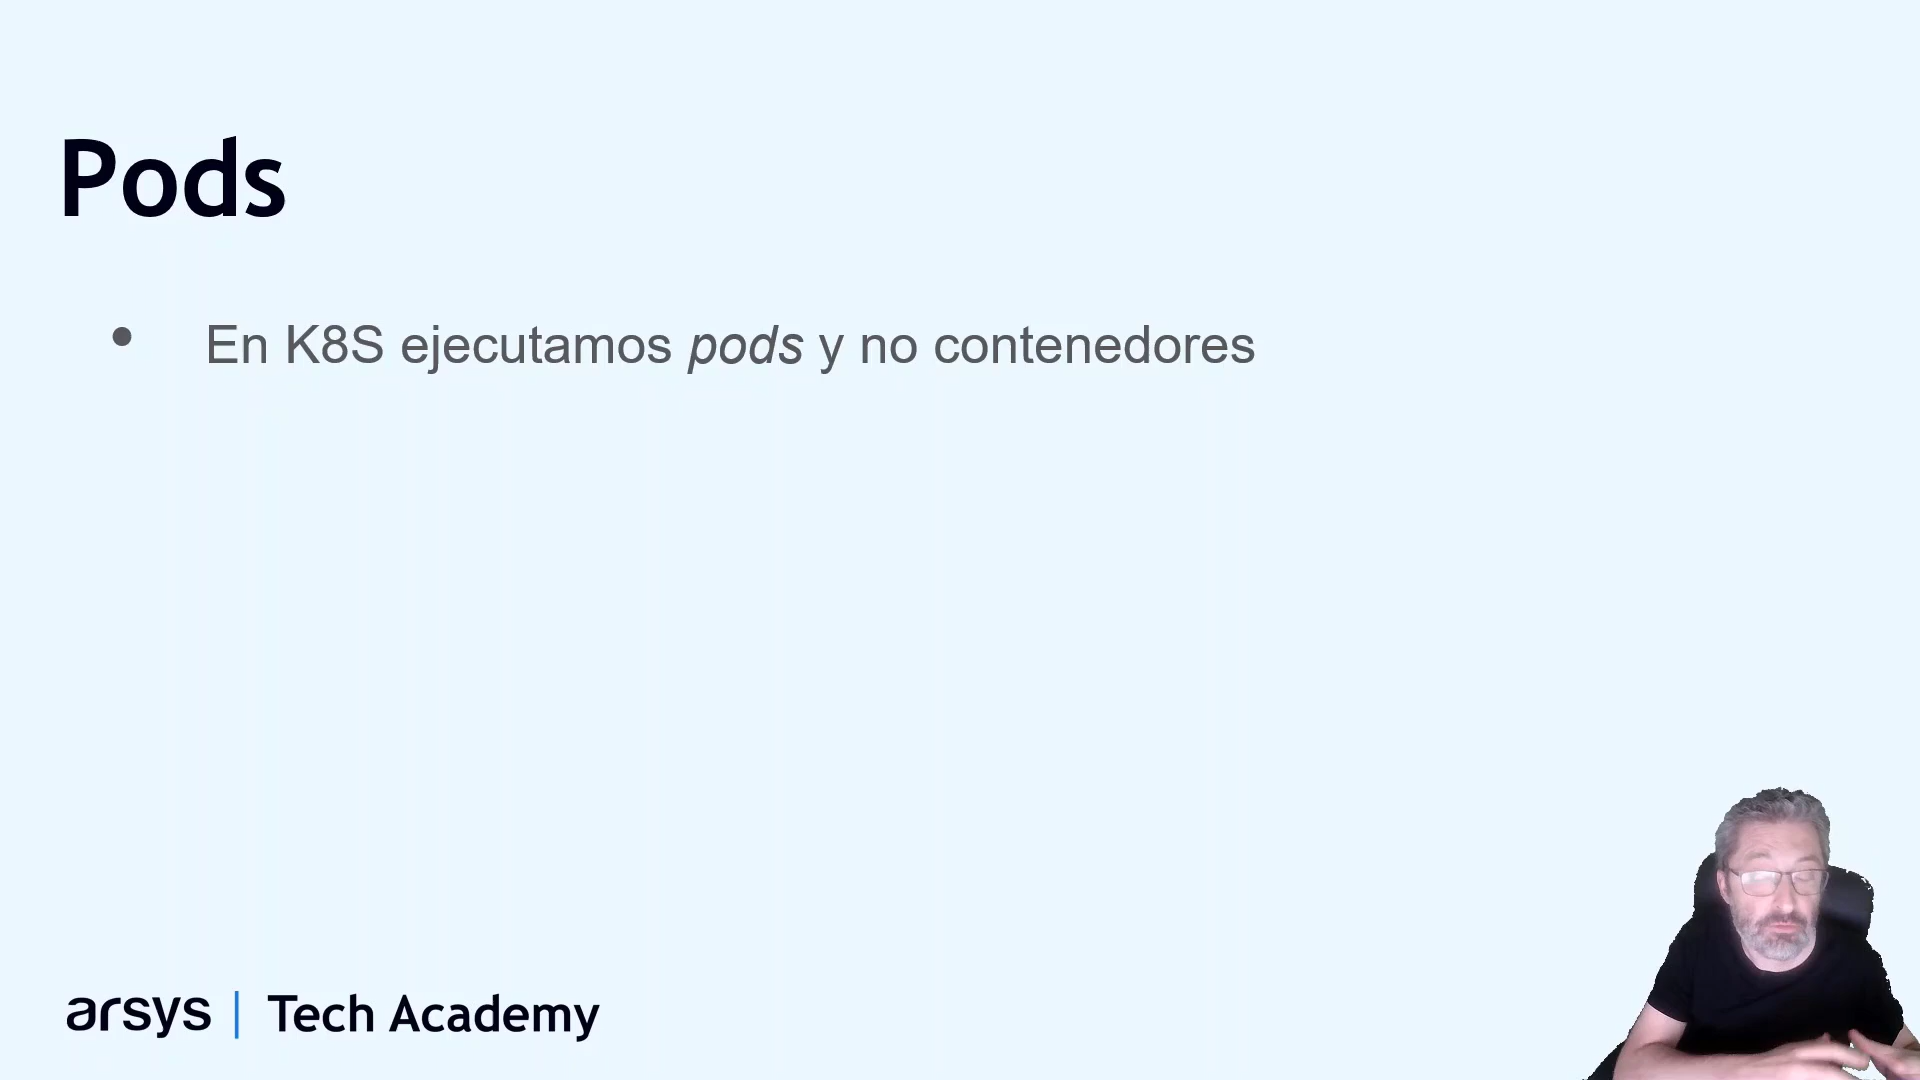 Pods
• En K8S ejecutamos pods y no contenedores
arsys | Tech Academy